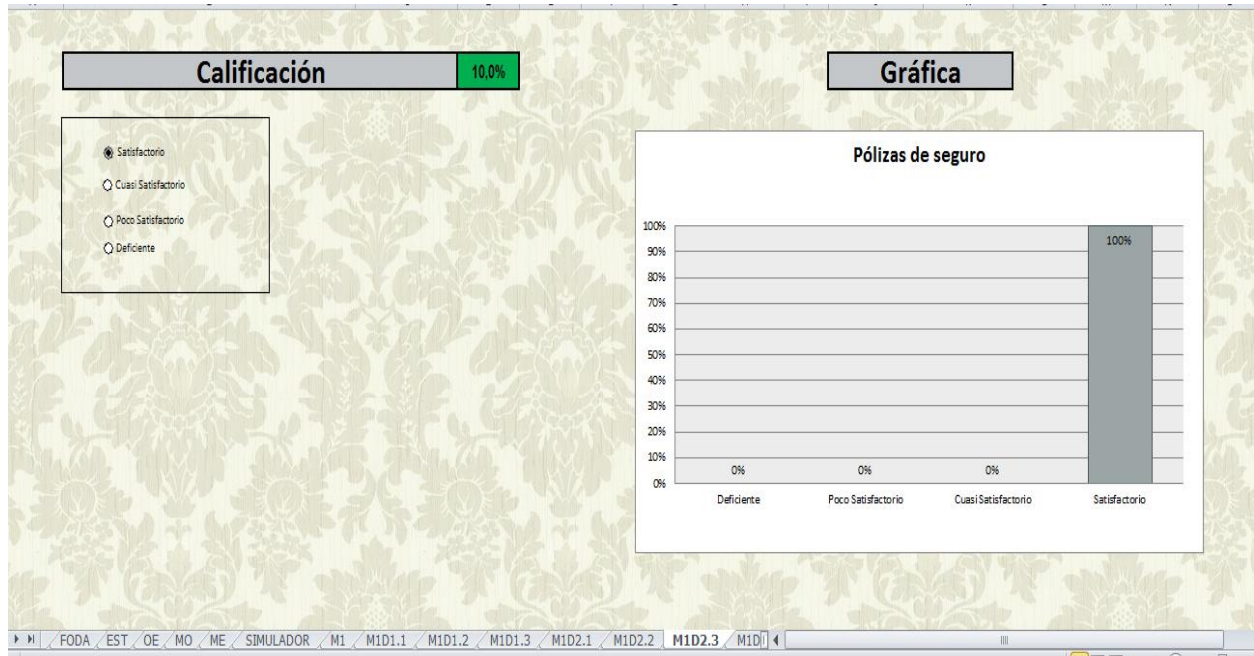 Calificación 10,0%
Gráfica
Satisfactorio
Cuasi Satisfactorio
Poco Satisfactorio
Deficiente
Pólizas de seguro
100%
90%
80%
70%
60%
50%
40%
30%
20%
10%
0%
0% 0% 0% 100%
Deficiente Poco Satisfactorio Cuasi Satisfactorio Satisfactorio
FODA EST OE MO ME SIMULADOR M1 M1D1.1 M1D1.2 M1D1.3 M1D2.1 M1D2.2 M1D2.3 M1D